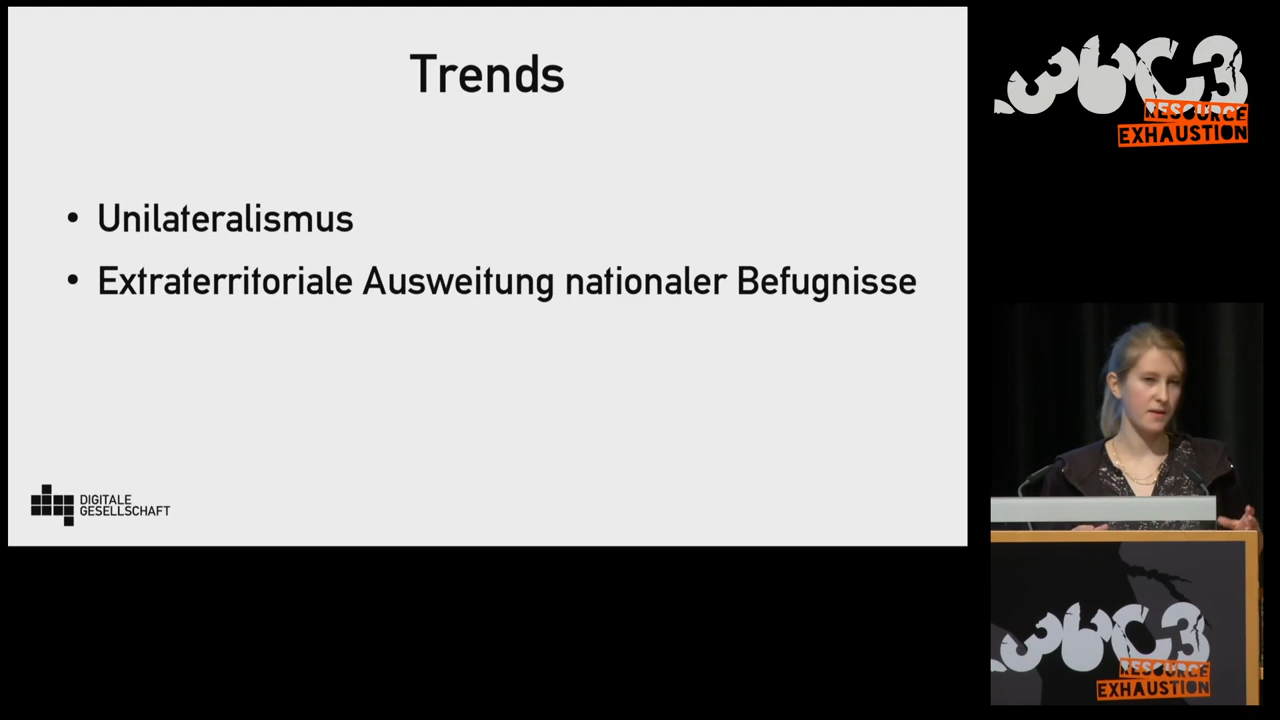 Trends
• Unilateralismus
• Extraterritoriale Ausweitung nationaler Befugnisse
DIGITALE
GESELLSCHAFT
36C3
RESOURCE
EXHAUSTION
36C3
RESOURCE
EXHAUSTION